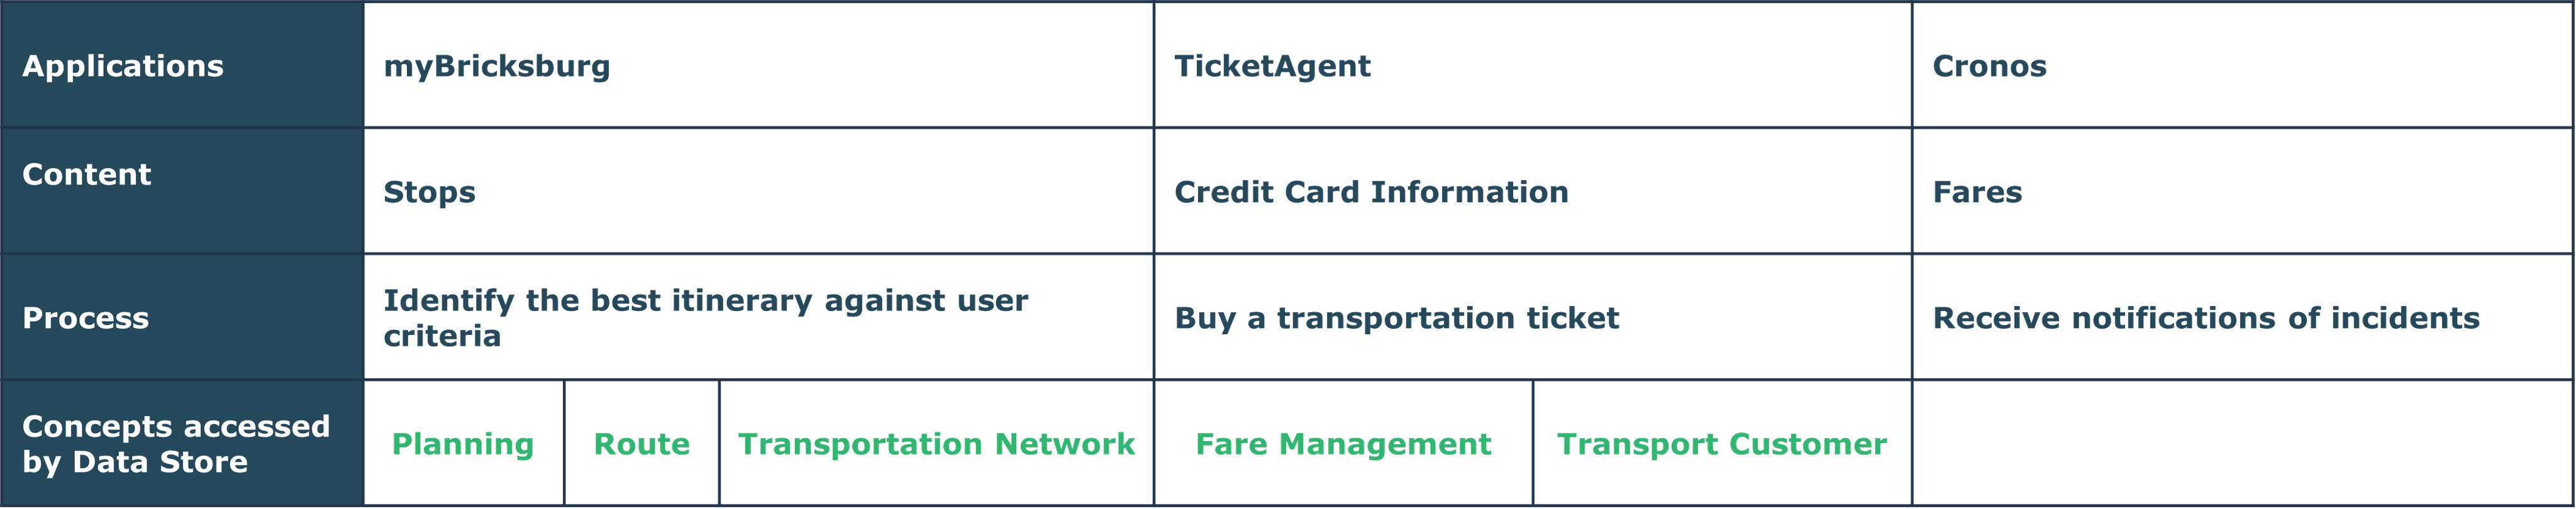 Applications
myBricksburg
TicketAgent
Cronos
Content
Stops
Credit Card Information
Fares
Process
Identify the best itinerary against user
criteria
Buy a transportation ticket
Receive notifications of incidents
Concepts accessed
by Data Store
Planning
Route
Transportation Network
Fare Management
Transport Customer